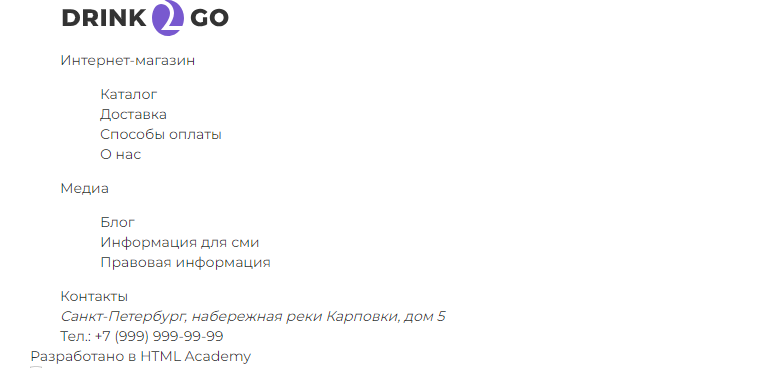 DRINK 2 GO
Интернет-магазин
Каталог
Доставка
Способы оплаты
О нас
Медиа
Блог
Информация для сми
Правовая информация
Контакты
Санкт-Петербург, набережная реки Карповки, дом 5
Тел.: +7 (999) 999-99-99
Разработано в HTML Academy